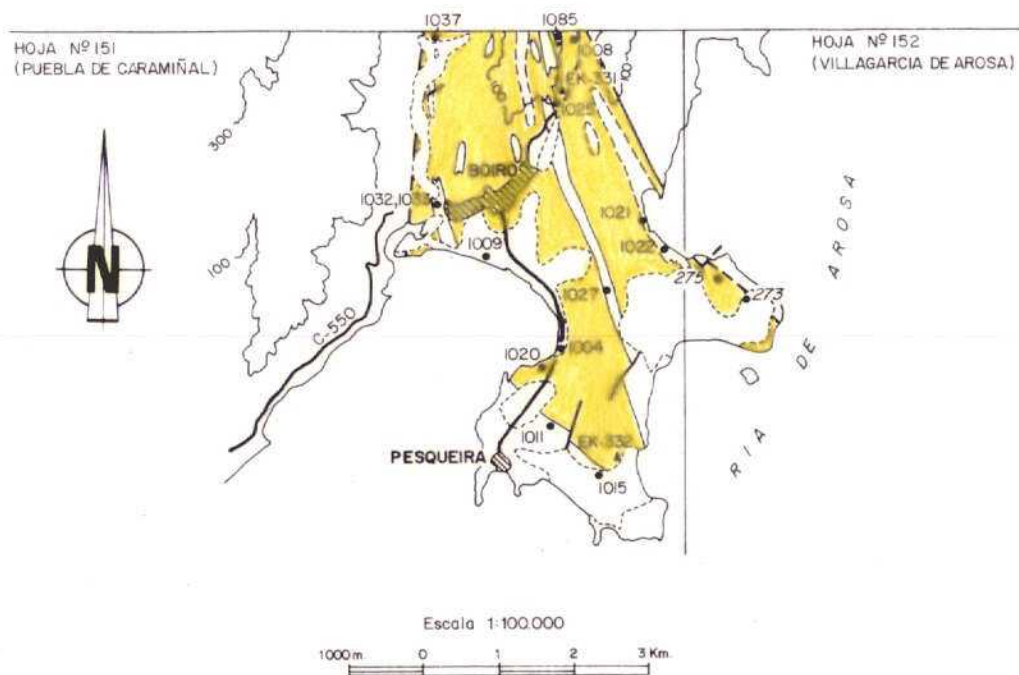 1037
1085
HOJA Nº 151
(PUEBLA DE CARAMIÑAL)
HOJA Nº 152
(VILLAGARCIA DE AROSA)
1008
EK-331
1025
300
BOIRO
1032,1033
1021
1022
1009
100
275
273
1027
C-550
1004
1020
1011
EK-332
PESQUEIRA
1015
N
RIA D DE AROSA
Escala 1:100.000
1000 m. 0 1 2 3 Km.